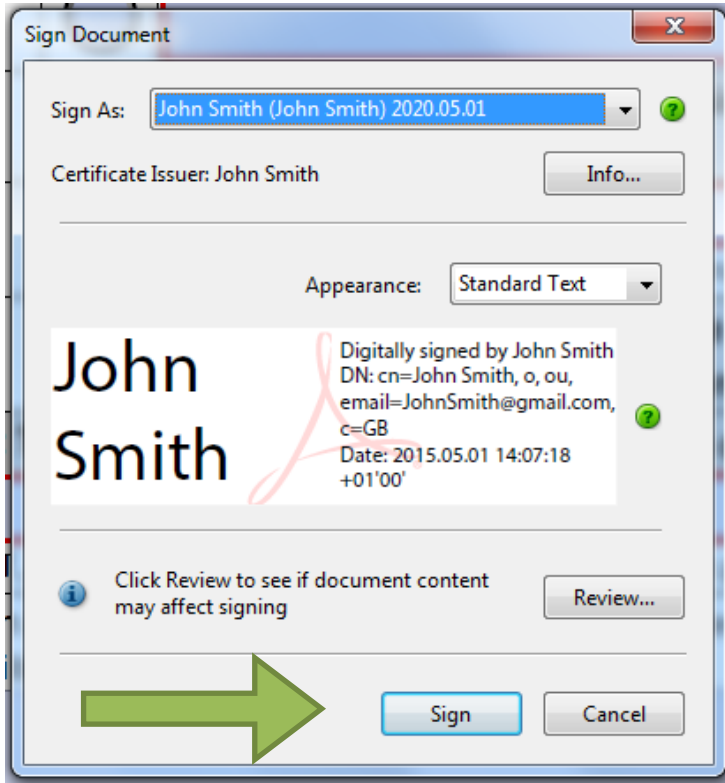 Sign Document
Sign As: John Smith (John Smith) 2020.05.01
Certificate Issuer: John Smith Info...
Appearance: Standard Text
John
Smith
Digitally signed by John Smith
DN: cn=John Smith, o, ou,
email=JohnSmith@gmail.com,
c=GB
Date: 2015.05.01 14:07:18
+01'00'
Click Review to see if document content
may affect signing
Review...
Sign Cancel